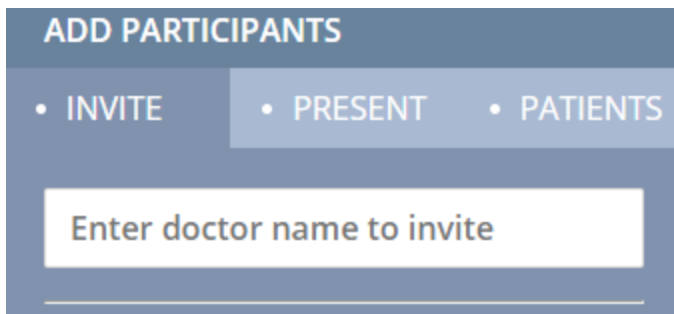 ADD PARTICIPANTS
• INVITE • PRESENT • PATIENTS
Enter doctor name to invite